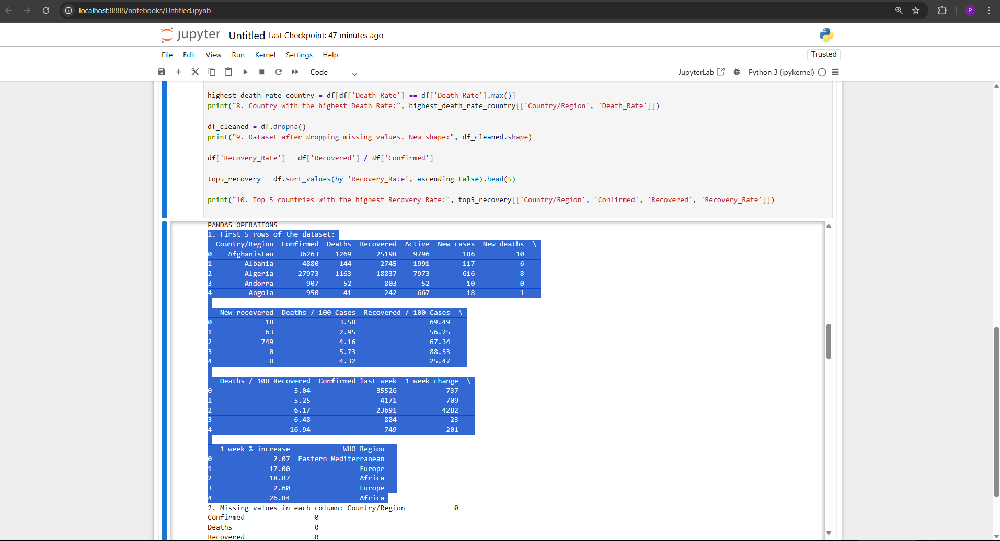 localhost:8888/notebooks/Untitled.ipynb
P
jupyter Untitled Last Checkpoint: 47 minutes ago
File Edit View Run Kernel Settings Help
Trusted
Code
JupyterLab
Python 3 (ipykernel)
highest_death_rate_country = df[df['Death_Rate'] == df['Death_Rate'].max()]
print("8. Country with the highest Death Rate:", highest_death_rate_country[['Country/Region', 'Death_Rate']])
df_cleaned = df.dropna()
print("9. Dataset after dropping missing values. New shape:", df_cleaned.shape)
df['Recovery_Rate'] = df['Recovered'] / df['Confirmed']
top5_recovery = df.sort_values(by='Recovery_Rate', ascending=False).head(5)
print("10. Top 5 countries with the highest Recovery Rate:", top5_recovery[['Country/Region', 'Confirmed', 'Recovered', 'Recovery_Rate']])
PANDAS OPERATIONS
1. First 5 rows of the dataset:
Country/Region Confirmed Deaths Recovered Active New cases New deaths \
0 Afghanistan 36263 1269 25198 9796 106 10
1 Albania 4880 144 2745 1991 117 6
2 Algeria 27973 1163 18837 7973 616 8
3 Andorra 907 52 803 52 10 0
4 Angola 950 41 242 667 18 1
New recovered Deaths / 100 Cases Recovered / 100 Cases \
0 18 3.50 69.49
1 63 2.95 56.25
2 749 4.16 67.34
3 0 5.73 88.53
4 0 4.32 25.47
Deaths / 100 Recovered Confirmed last week 1 week change \
0 5.04 35526 737
1 5.25 4171 709
2 6.17 23691 4282
3 6.48 884 23
4 16.94 749 201
1 week % increase WHO Region
0 2.07 Eastern Mediterranean
1 17.00 Europe
2 18.07 Africa
3 2.60 Europe
4 26.84 Africa
2. Missing values in each column: Country/Region 0
Confirmed 0
Deaths 0
Recovered 0